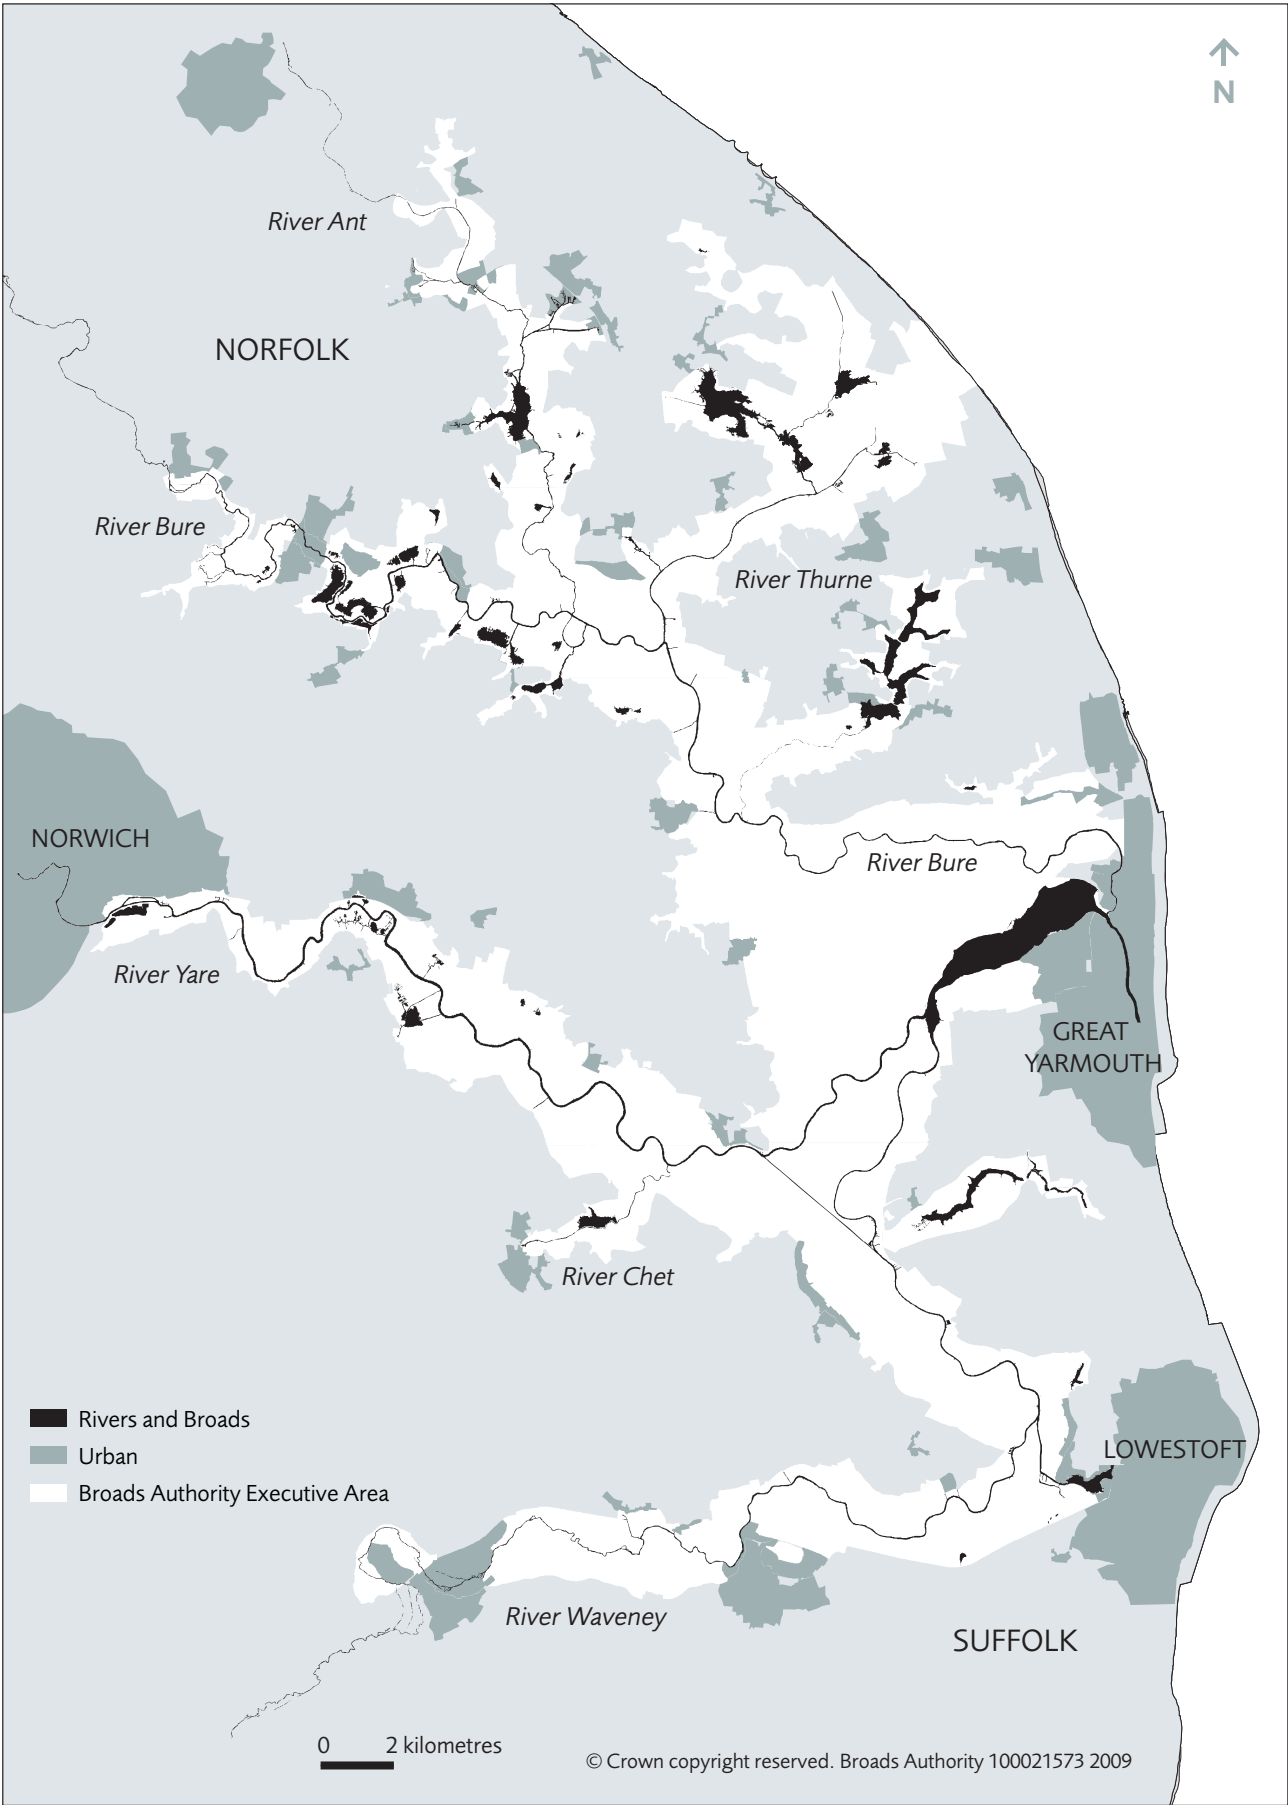 N
River Ant
NORFOLK
River Bure
River Thurne
NORWICH
River Bure
River Yare
GREAT
YARMOUTH
River Chet
Rivers and Broads
Urban
Broads Authority Executive Area
LOWESTOFT
River Waveney
SUFFOLK
0 2 kilometres
© Crown copyright reserved. Broads Authority 100021573 2009